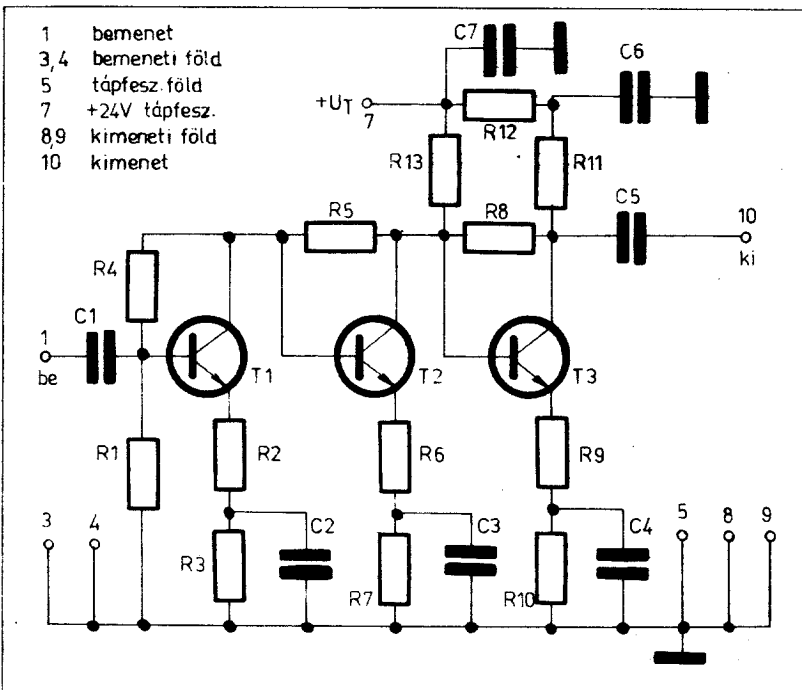 1 bemenet
3,4 bemeneti föld
5 tápfesz. föld
7 +24V tápfesz.
8,9 kimeneti föld
10 kimenet
C7
C6
+UT
7
R12
R13
R11
R5
R8
C5
10
ki
R4
C1
1
be
T1
T2
T3
R1
R2
R6
R9
3
4
C2
C3
C4
5
8
9
R3
R7
R10